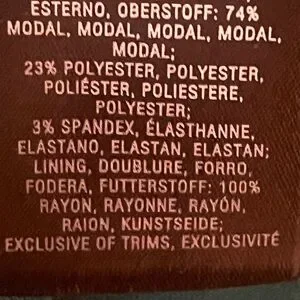 ESTERNO, OBERSTOFF: 74%
MODAL, MODAL, MODAL, MODAL,
MODAL;
23% POLYESTER, POLYESTER,
POLIÉSTER, POLIESTERE,
POLYESTER;
3% SPANDEX, ÉLASTHANNE,
ELASTANO, ELASTAN, ELASTAN;
LINING, DOUBLURE, FORRO,
FODERA, FUTTERSTOFF: 100%
RAYON, RAYONNE, RAYÓN,
RAION, KUNSTSEIDE;
EXCLUSIVE OF TRIMS, EXCLUSIVITÉ